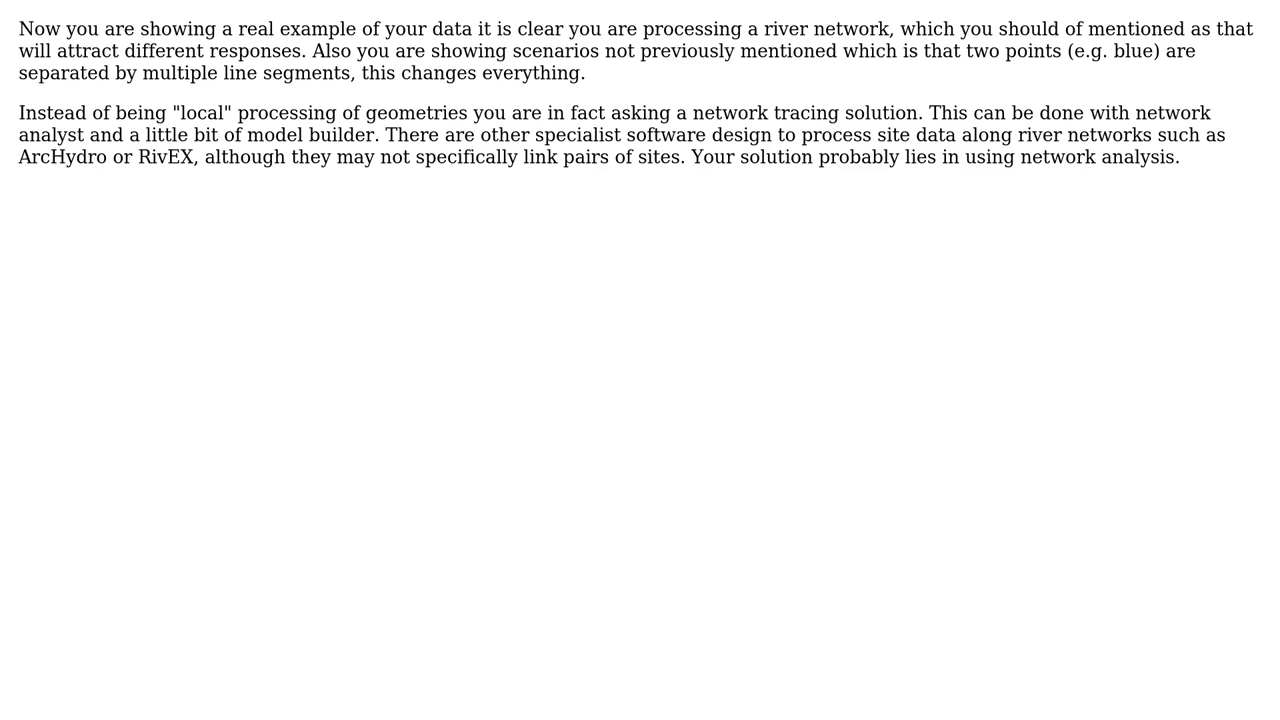 Now you are showing a real example of your data it is clear you are processing a river network, which you should of mentioned as that
will attract different responses. Also you are showing scenarios not previously mentioned which is that two points (e.g. blue) are
separated by multiple line segments, this changes everything.
Instead of being "local" processing of geometries you are in fact asking a network tracing solution. This can be done with network
analyst and a little bit of model builder. There are other specialist software design to process site data along river networks such as
ArcHydro or RivEX, although they may not specifically link pairs of sites. Your solution probably lies in using network analysis.